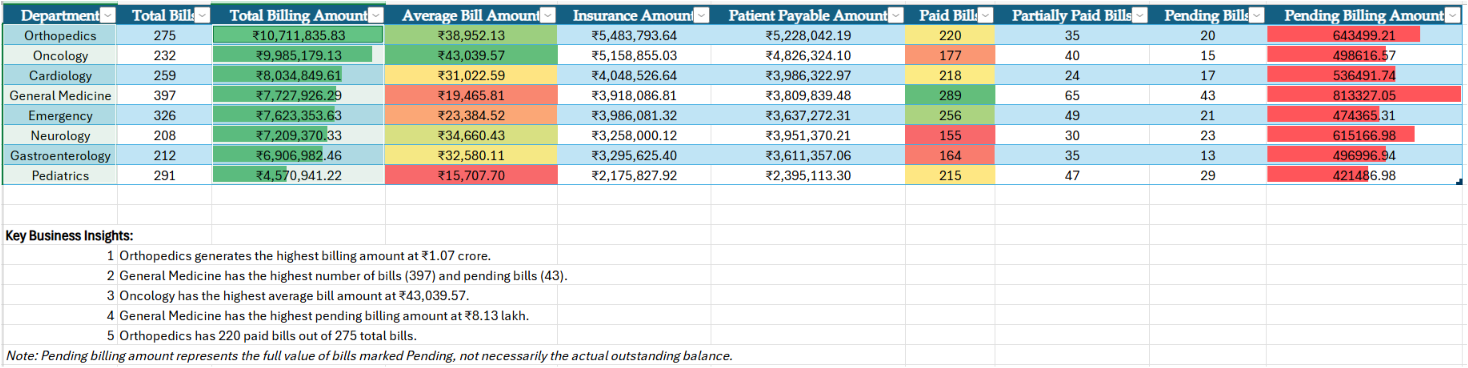 Department Total Bills Total Billing Amount Average Bill Amount Insurance Amount Patient Payable Amount Paid Bills Partially Paid Bills Pending Bills Pending Billing Amount
Orthopedics 275 ₹10,711,835.83 ₹38,952.13 ₹5,483,793.64 ₹5,228,042.19 220 35 20 643499.21
Oncology 232 ₹9,985,179.13 ₹43,039.57 ₹5,158,855.03 ₹4,826,324.10 177 40 15 498616.57
Cardiology 259 ₹8,034,849.61 ₹31,022.59 ₹4,048,526.64 ₹3,986,322.97 218 24 17 536491.74
General Medicine 397 ₹7,727,926.29 ₹19,465.81 ₹3,918,086.81 ₹3,809,839.48 289 65 43 813327.05
Emergency 326 ₹7,623,353.63 ₹23,384.52 ₹3,986,081.32 ₹3,637,272.31 256 49 21 474365.31
Neurology 208 ₹7,209,370.33 ₹34,660.43 ₹3,258,000.12 ₹3,951,370.21 155 30 23 615166.98
Gastroenterology 212 ₹6,906,982.46 ₹32,580.11 ₹3,295,625.40 ₹3,611,357.06 164 35 13 496996.94
Pediatrics 291 ₹4,570,941.22 ₹15,707.70 ₹2,175,827.92 ₹2,395,113.30 215 47 29 421486.98
Key Business Insights:
1 Orthopedics generates the highest billing amount at ₹1.07 crore.
2 General Medicine has the highest number of bills (397) and pending bills (43).
3 Oncology has the highest average bill amount at ₹43,039.57.
4 General Medicine has the highest pending billing amount at ₹8.13 lakh.
5 Orthopedics has 220 paid bills out of 275 total bills.
Note: Pending billing amount represents the full value of bills marked Pending, not necessarily the actual outstanding balance.